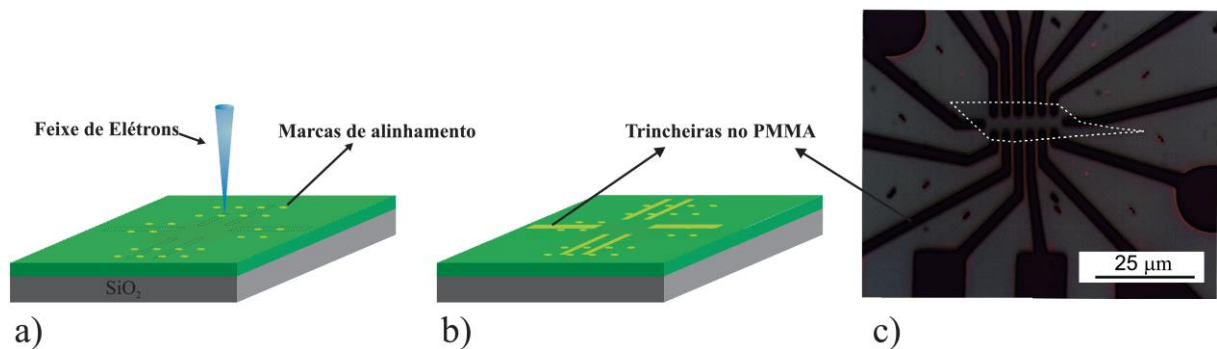 Feixe de Elétrons
Marcas de alinhamento
Trincheiras no PMMA
SiO₂
25 μm
a)
b)
c)